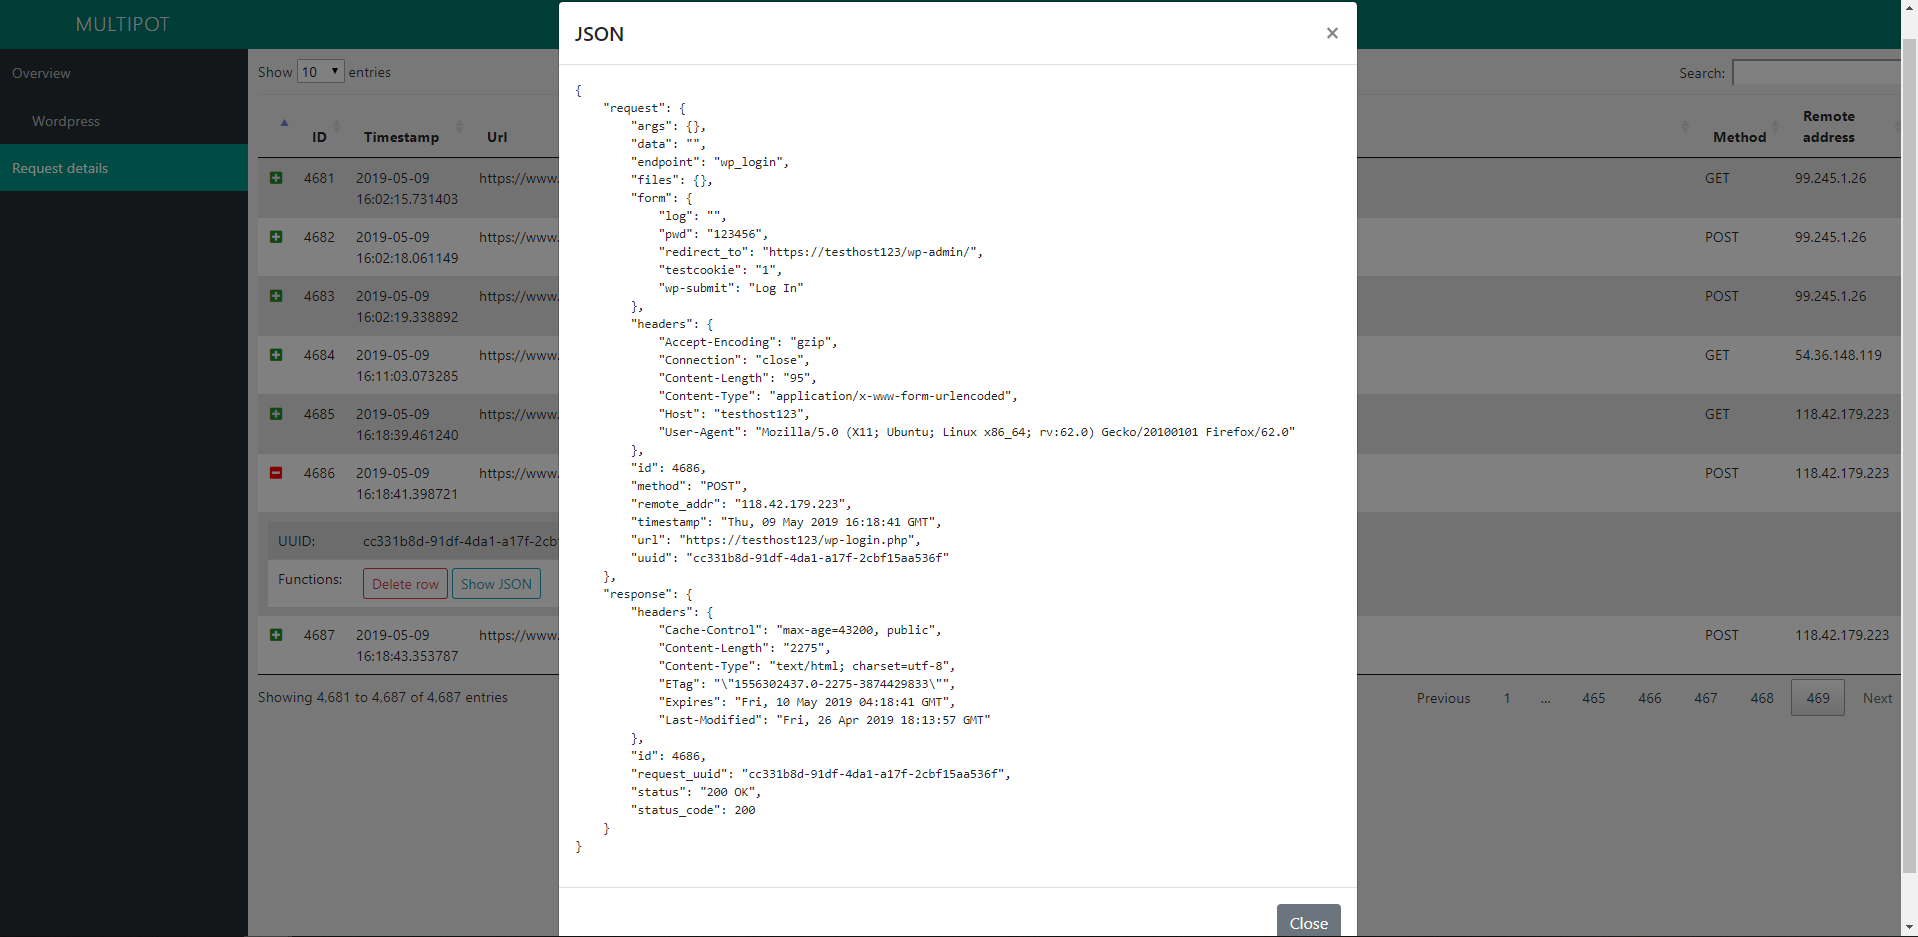 MULTIPOT
Overview
Wordpress
Request details
Show 10 entries
Search:
ID Timestamp Url Method Remote address
4681 2019-05-09 16:02:15.731403 https://www. GET 99.245.1.26
4682 2019-05-09 16:02:18.061149 https://www. POST 99.245.1.26
4683 2019-05-09 16:02:19.338892 https://www. POST 99.245.1.26
4684 2019-05-09 16:11:03.073285 https://www. GET 54.36.148.119
4685 2019-05-09 16:18:39.461240 https://www. GET 118.42.179.223
4686 2019-05-09 16:18:41.398721 https://www. POST 118.42.179.223
UUID: cc331b8d-91df-4da1-a17f-2cb
Functions: Delete row Show JSON
4687 2019-05-09 16:18:43.353787 https://www. POST 118.42.179.223
Showing 4,681 to 4,687 of 4,687 entries
Previous 1 ... 465 466 467 468 469 Next
JSON ×
{
    "request": {
        "args": {},
        "data": "",
        "endpoint": "wp_login",
        "files": {},
        "form": {
            "log": "",
            "pwd": "123456",
            "redirect_to": "https://testhost123/wp-admin/",
            "testcookie": "1",
            "wp-submit": "Log In"
        },
        "headers": {
            "Accept-Encoding": "gzip",
            "Connection": "close",
            "Content-Length": "95",
            "Content-Type": "application/x-www-form-urlencoded",
            "Host": "testhost123",
            "User-Agent": "Mozilla/5.0 (X11; Ubuntu; Linux x86_64; rv:62.0) Gecko/20100101 Firefox/62.0"
        },
        "id": 4686,
        "method": "POST",
        "remote_addr": "118.42.179.223",
        "timestamp": "Thu, 09 May 2019 16:18:41 GMT",
        "url": "https://testhost123/wp-login.php",
        "uuid": "cc331b8d-91df-4da1-a17f-2cbf15aa536f"
    },
    "response": {
        "headers": {
            "Cache-Control": "max-age=43200, public",
            "Content-Length": "2275",
            "Content-Type": "text/html; charset=utf-8",
            "ETag": "\"1556302437.0-2275-3874429833\"",
            "Expires": "Fri, 10 May 2019 04:18:41 GMT",
            "Last-Modified": "Fri, 26 Apr 2019 18:13:57 GMT"
        },
        "id": 4686,
        "request_uuid": "cc331b8d-91df-4da1-a17f-2cbf15aa536f",
        "status": "200 OK",
        "status_code": 200
    }
}
Close